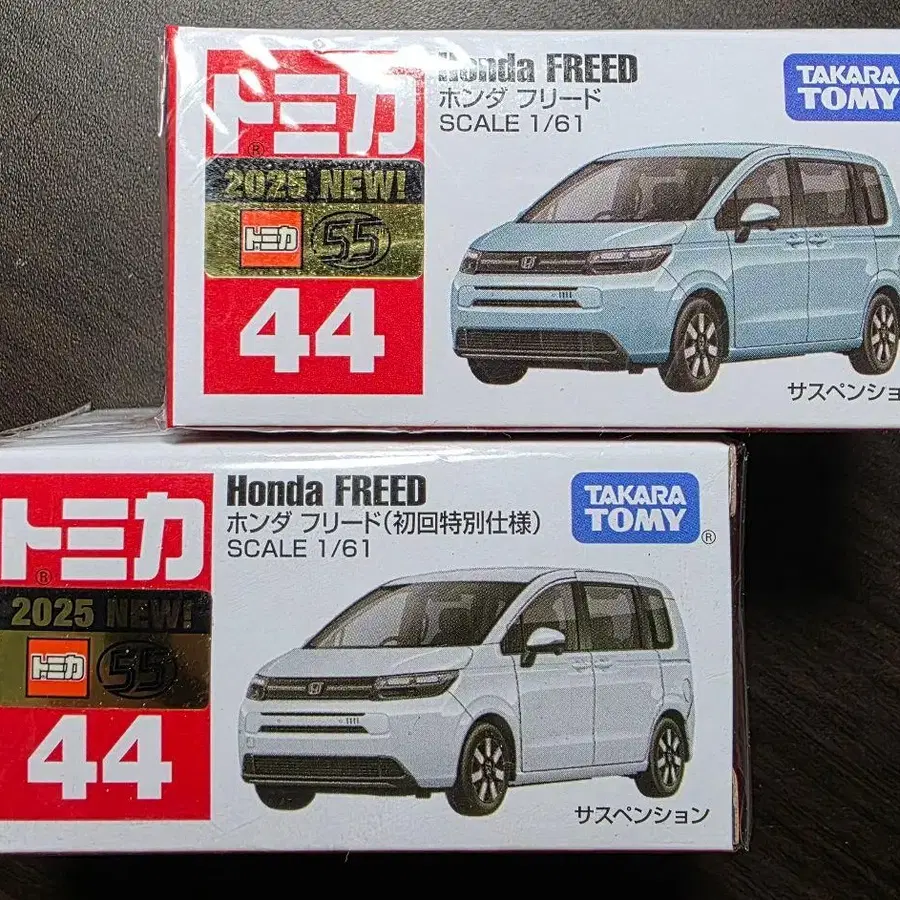 トミカ
®
2025 NEW!
トミカ 55
44
Honda FREED
ホンダ フリード
SCALE 1/61
TAKARA
TOMY
サスペンショ
トミカ
®
2025 NEW!
トミカ 55
44
Honda FREED
ホンダ フリード(初回特別仕様)
SCALE 1/61
TAKARA
TOMY®
サスペンション